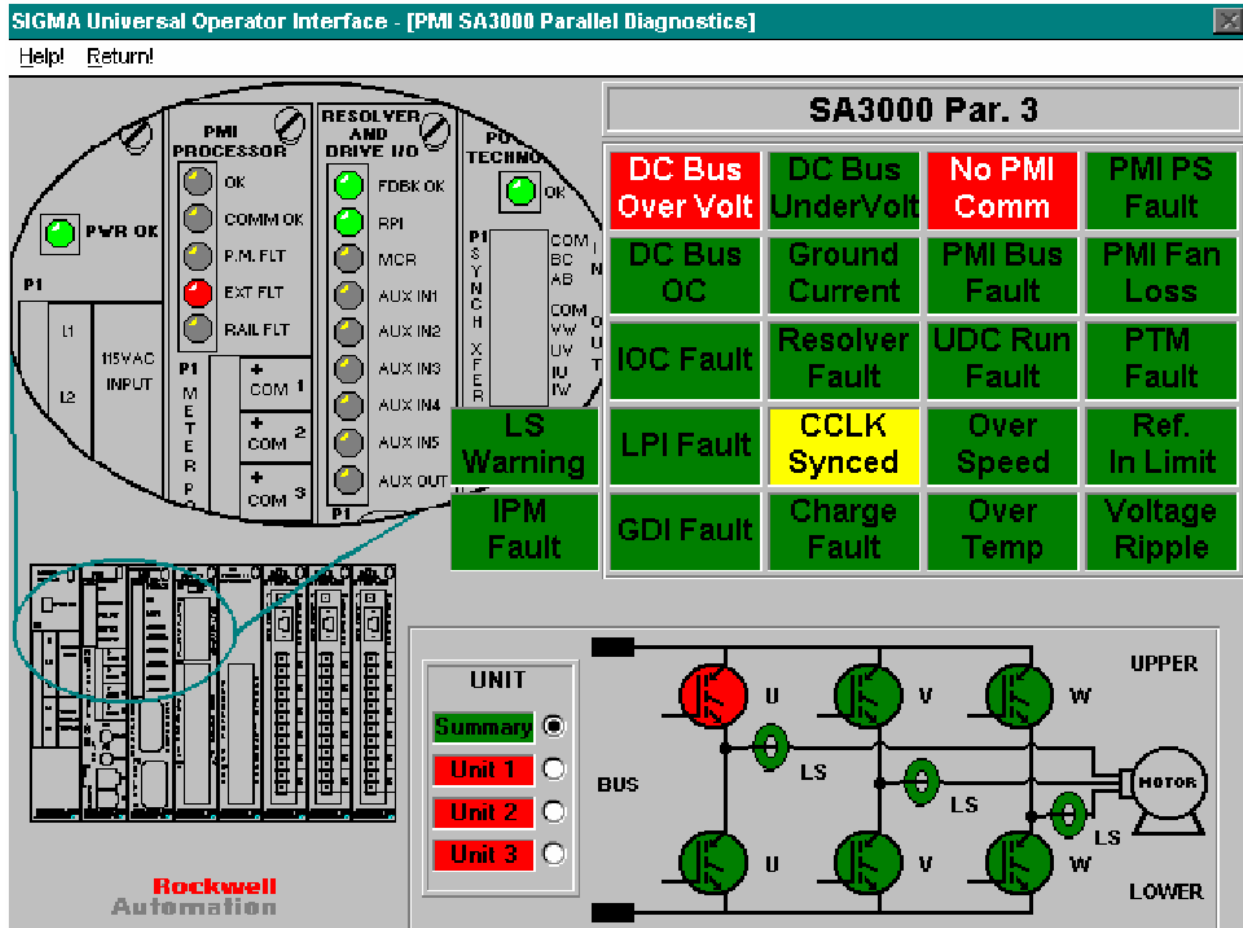 SIGMA Universal Operator Interface - [PMI SA3000 Parallel Diagnostics]
Help! Return!
SA3000 Par. 3
PMI
PROCESSOR
OK
COMM OK
P.M. FLT
EXT FLT
RAIL FLT
RESOLVER
AND
DRIVE I/O
FDBK OK
RPI
MCR
AUX IN1
AUX IN2
AUX IN3
AUX IN4
AUX IN5
AUX OUT
PO
TECHNO
OK
PWR OK
P1
L1
L2
115VAC
INPUT
P1
METER PO
+
COM 1
+
COM 2
+
COM 3
P1
P1
SYNCH XFER
COM
BC
AB
IN
COM
VW
UV
IU
IW
OUT
DC Bus
Over Volt
DC Bus
UnderVolt
No PMI
Comm
PMI PS
Fault
DC Bus
OC
Ground
Current
PMI Bus
Fault
PMI Fan
Loss
IOC Fault
Resolver
Fault
UDC Run
Fault
PTM
Fault
LS
Warning
LPI Fault
CCLK
Synced
Over
Speed
Ref.
In Limit
IPM
Fault
GDI Fault
Charge
Fault
Over
Temp
Voltage
Ripple
UNIT
Summary
Unit 1
Unit 2
Unit 3
BUS
UPPER
U
V
W
LS
LS
LS
MOTOR
U
V
W
LOWER
Rockwell
Automation